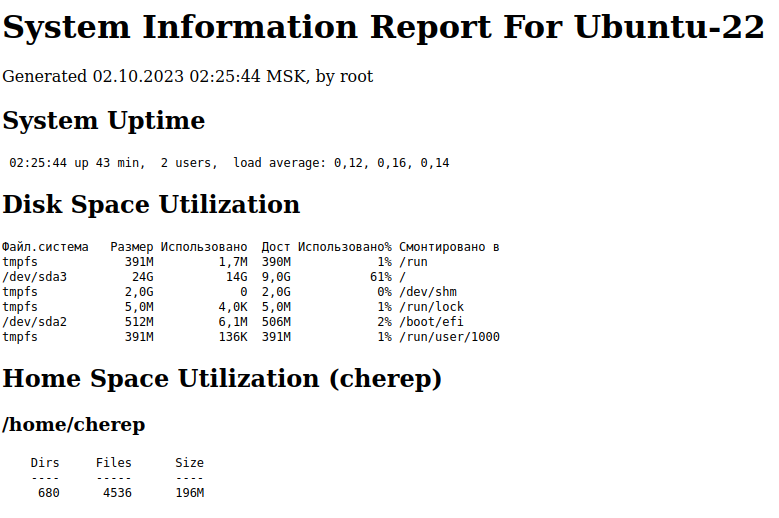 System Information Report For Ubuntu-22
Generated 02.10.2023 02:25:44 MSK, by root
System Uptime
02:25:44 up 43 min,  2 users,  load average: 0,12, 0,16, 0,14
Disk Space Utilization
Файл.система   Размер Использовано  Дост Использовано% Смонтировано в
tmpfs            391M         1,7M  390M            1% /run
/dev/sda3         24G          14G  9,0G           61% /
tmpfs            2,0G            0  2,0G            0% /dev/shm
tmpfs            5,0M         4,0K  5,0M            1% /run/lock
/dev/sda2        512M         6,1M  506M            2% /boot/efi
tmpfs            391M         136K  391M            1% /run/user/1000
Home Space Utilization (cherep)
/home/cherep
Dirs     Files      Size
----     -----      ----
680      4536      196M